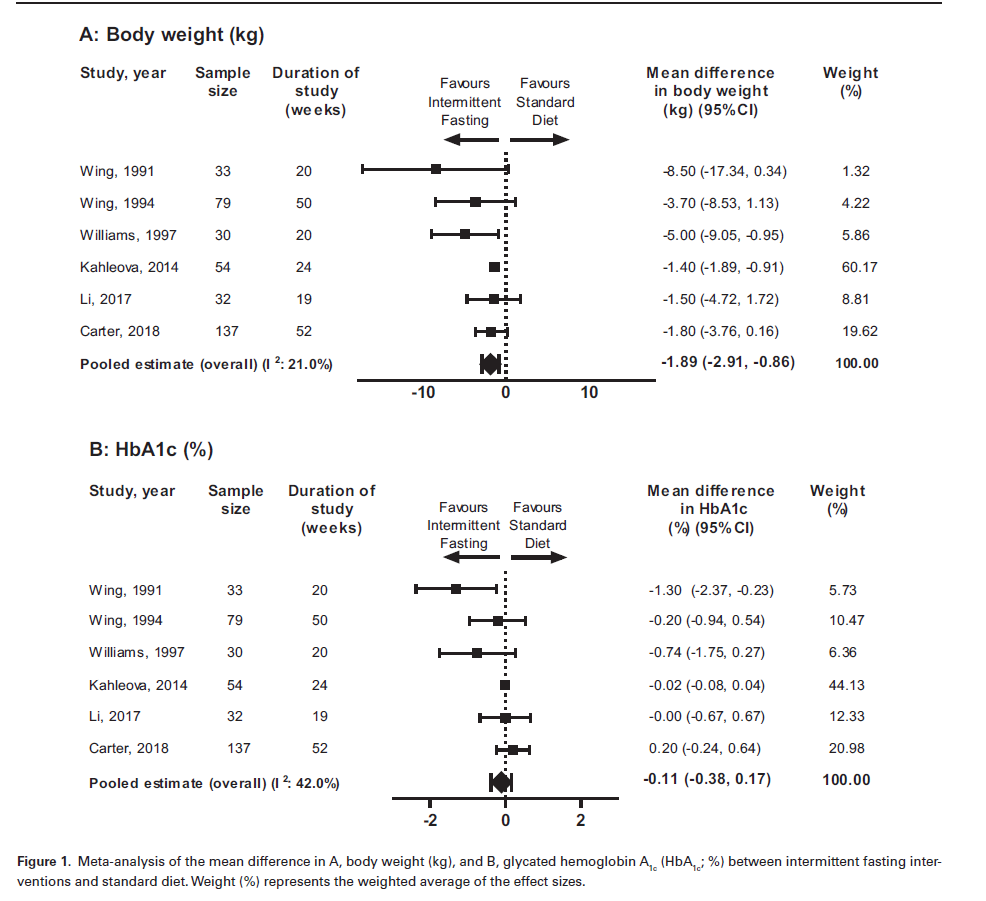 A: Body weight (kg)
Study, year Sample size Duration of study (weeks) Favours Intermittent Fasting Favours Standard Diet Mean difference in body weight (kg) (95%CI) Weight (%)
Wing, 1991 33 20 -8.50 (-17.34, 0.34) 1.32
Wing, 1994 79 50 -3.70 (-8.53, 1.13) 4.22
Williams, 1997 30 20 -5.00 (-9.05, -0.95) 5.86
Kahleova, 2014 54 24 -1.40 (-1.89, -0.91) 60.17
Li, 2017 32 19 -1.50 (-4.72, 1.72) 8.81
Carter, 2018 137 52 -1.80 (-3.76, 0.16) 19.62
Pooled estimate (overall) (I ²: 21.0%) -1.89 (-2.91, -0.86) 100.00
-10 0 10
B: HbA1c (%)
Study, year Sample size Duration of study (weeks) Favours Intermittent Fasting Favours Standard Diet Mean difference in HbA1c (%) (95%CI) Weight (%)
Wing, 1991 33 20 -1.30 (-2.37, -0.23) 5.73
Wing, 1994 79 50 -0.20 (-0.94, 0.54) 10.47
Williams, 1997 30 20 -0.74 (-1.75, 0.27) 6.36
Kahleova, 2014 54 24 -0.02 (-0.08, 0.04) 44.13
Li, 2017 32 19 -0.00 (-0.67, 0.67) 12.33
Carter, 2018 137 52 0.20 (-0.24, 0.64) 20.98
Pooled estimate (overall) (I ²: 42.0%) -0.11 (-0.38, 0.17) 100.00
-2 0 2
Figure 1. Meta-analysis of the mean difference in A, body weight (kg), and B, glycated hemoglobin A1c (HbA1c; %) between intermittent fasting inter-
ventions and standard diet. Weight (%) represents the weighted average of the effect sizes.